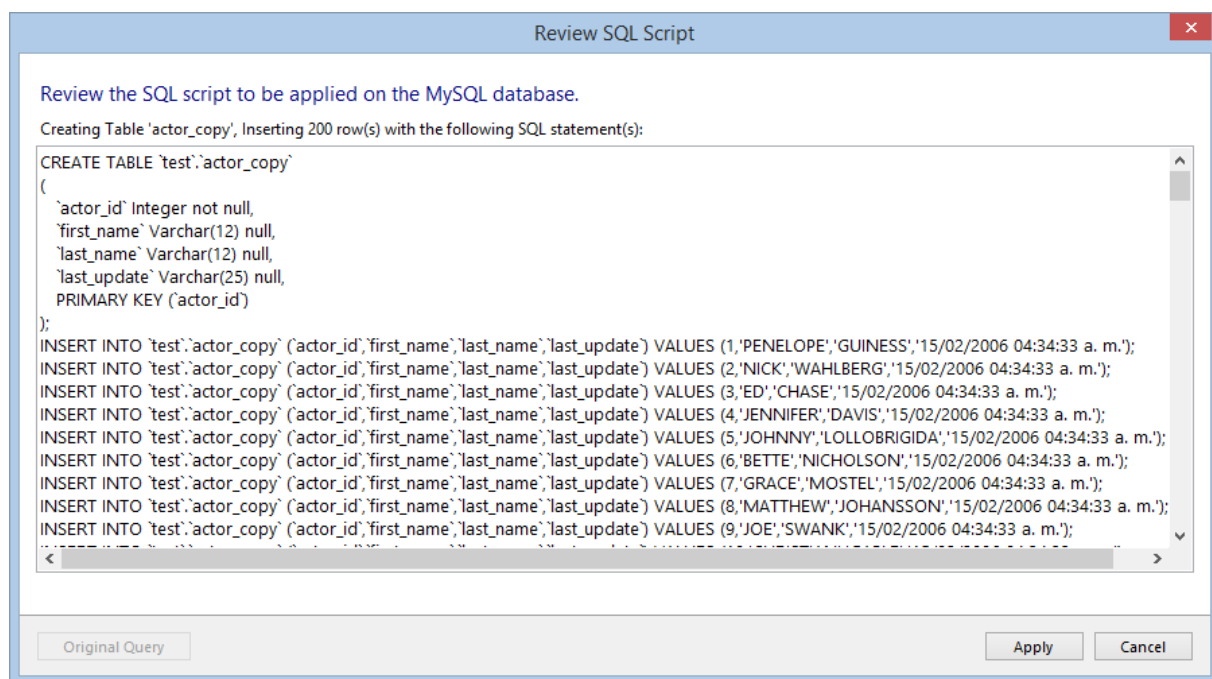 Review SQL Script
Review the SQL script to be applied on the MySQL database.
Creating Table 'actor_copy', Inserting 200 row(s) with the following SQL statement(s):
CREATE TABLE `test`.`actor_copy`
(
`actor_id` Integer not null,
`first_name` Varchar(12) null,
`last_name` Varchar(12) null,
`last_update` Varchar(25) null,
PRIMARY KEY (`actor_id`)
);
INSERT INTO `test`.`actor_copy` (`actor_id`,`first_name`,`last_name`,`last_update`) VALUES (1,'PENELOPE','GUINESS','15/02/2006 04:34:33 a. m.');
INSERT INTO `test`.`actor_copy` (`actor_id`,`first_name`,`last_name`,`last_update`) VALUES (2,'NICK','WAHLBERG','15/02/2006 04:34:33 a. m.');
INSERT INTO `test`.`actor_copy` (`actor_id`,`first_name`,`last_name`,`last_update`) VALUES (3,'ED','CHASE','15/02/2006 04:34:33 a. m.');
INSERT INTO `test`.`actor_copy` (`actor_id`,`first_name`,`last_name`,`last_update`) VALUES (4,'JENNIFER','DAVIS','15/02/2006 04:34:33 a. m.');
INSERT INTO `test`.`actor_copy` (`actor_id`,`first_name`,`last_name`,`last_update`) VALUES (5,'JOHNNY','LOLLOBRIGIDA','15/02/2006 04:34:33 a. m.');
INSERT INTO `test`.`actor_copy` (`actor_id`,`first_name`,`last_name`,`last_update`) VALUES (6,'BETTE','NICHOLSON','15/02/2006 04:34:33 a. m.');
INSERT INTO `test`.`actor_copy` (`actor_id`,`first_name`,`last_name`,`last_update`) VALUES (7,'GRACE','MOSTEL','15/02/2006 04:34:33 a. m.');
INSERT INTO `test`.`actor_copy` (`actor_id`,`first_name`,`last_name`,`last_update`) VALUES (8,'MATTHEW','JOHANSSON','15/02/2006 04:34:33 a. m.');
INSERT INTO `test`.`actor_copy` (`actor_id`,`first_name`,`last_name`,`last_update`) VALUES (9,'JOE','SWANK','15/02/2006 04:34:33 a. m.');
Original Query
Apply
Cancel